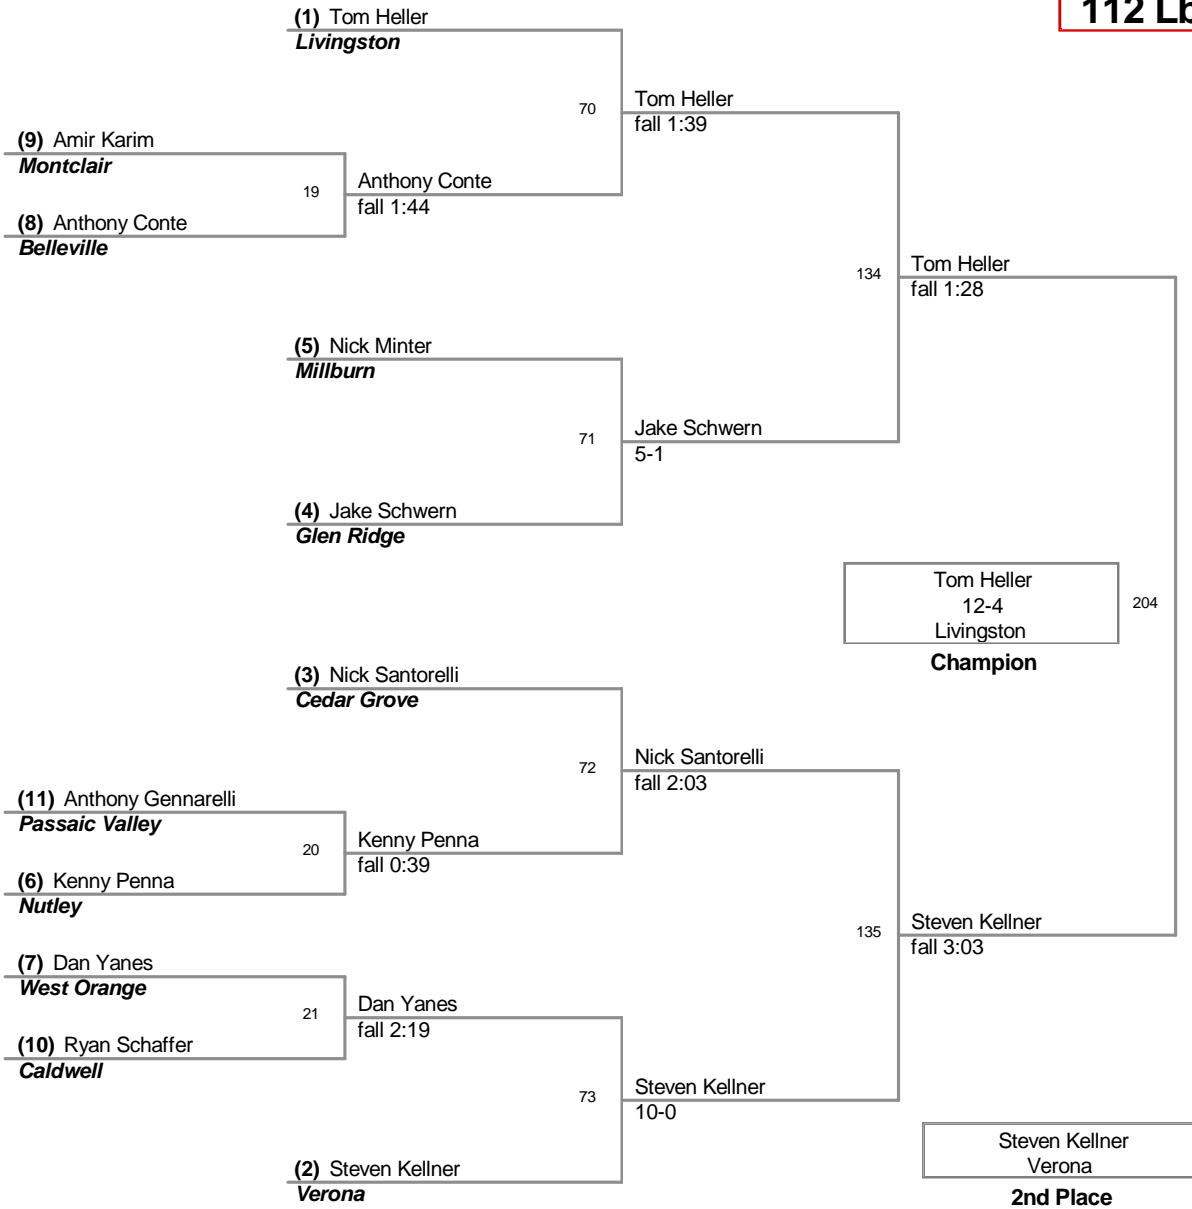 112 Lb
(1) Tom Heller
Livingston
70
Tom Heller
fall 1:39
(9) Amir Karim
Montclair
19
Anthony Conte
fall 1:44
(8) Anthony Conte
Belleville
134
Tom Heller
fall 1:28
(5) Nick Minter
Millburn
71
Jake Schwern
5-1
(4) Jake Schwern
Glen Ridge
Tom Heller
12-4
Livingston
204
Champion
(3) Nick Santorelli
Cedar Grove
72
Nick Santorelli
fall 2:03
(11) Anthony Gennarelli
Passaic Valley
20
Kenny Penna
fall 0:39
(6) Kenny Penna
Nutley
135
Steven Kellner
fall 3:03
(7) Dan Yanes
West Orange
21
Dan Yanes
fall 2:19
(10) Ryan Schaffer
Caldwell
73
Steven Kellner
10-0
(2) Steven Kellner
Verona
Steven Kellner
Verona
2nd Place